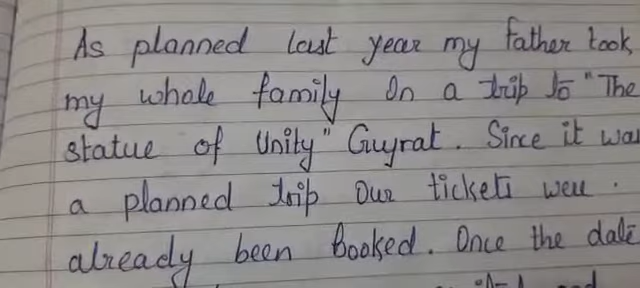 As planned last year my father took
my whole family on a trip to "The
statue of Unity" Gujrat. Since it was
a planned trip our tickets were
already been booked. Once the date